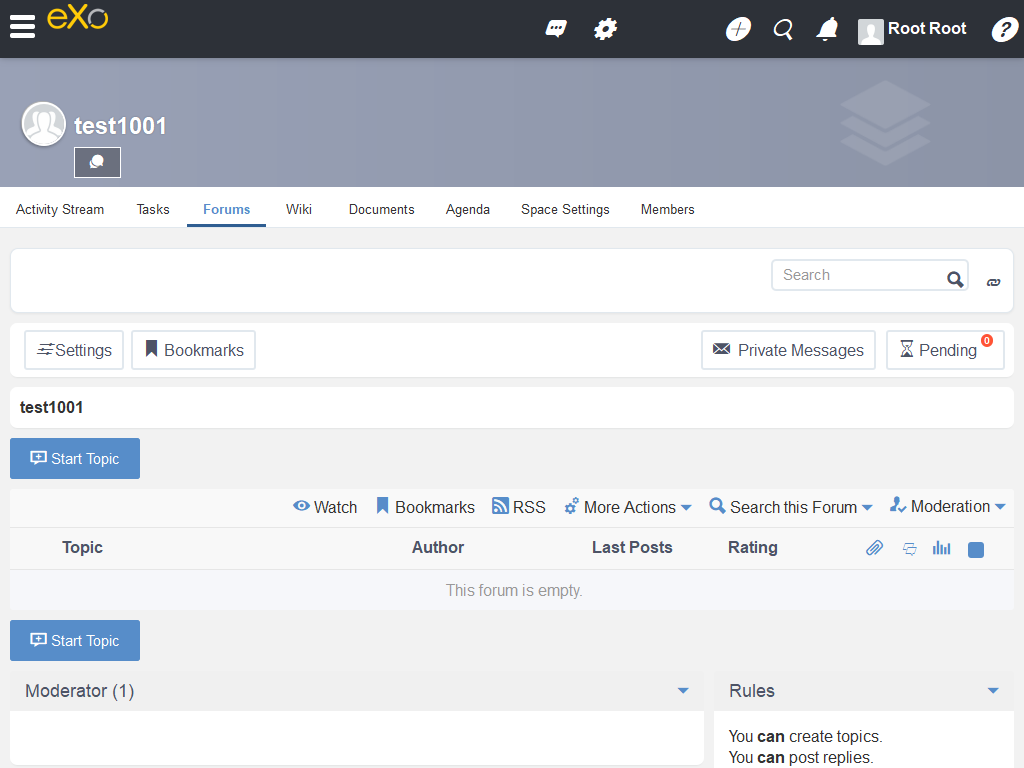 eXo
Root Root
?
test1001
Activity Stream Tasks Forums Wiki Documents Agenda Space Settings Members
Search
Settings Bookmarks Private Messages Pending 0
test1001
Start Topic
Watch Bookmarks RSS More Actions Search this Forum Moderation
Topic Author Last Posts Rating
This forum is empty.
Start Topic
Moderator (1) Rules
You can create topics.
You can post replies.